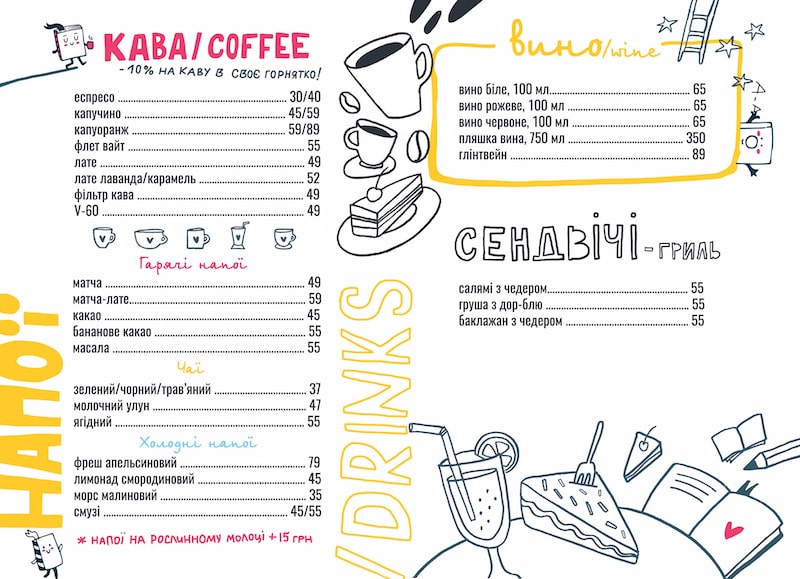 КАВА/COFFEE
-10% НА КАВУ В СВОЄ ГОРНЯТКО!
еспресо 30/40
капучино 45/59
капуоранж 59/89
флет вайт 55
лате 49
лате лаванда/карамель 52
фільтр кава 49
V-60 49
Гарячі напої
матча 49
матча-лате 59
какао 45
бананове какао 55
масала 55
Чаї
зелений/чорний/трав'яний 37
молочний улун 47
ягідний 55
Холодні напої
фреш апельсиновий 79
лимонад смородиновий 45
морс малиновий 35
смузі 45/55
* НАПОЇ НА РОСЛИННОМУ МОЛОЦІ +15 ГРН
НАПОЇ
/DRINKS
вино/wine
вино біле, 100 мл 65
вино рожеве, 100 мл 65
вино червоне, 100 мл 65
пляшка вина, 750 мл 350
глінтвейн 89
СЕНДВІЧІ-ГРИЛЬ
салямі з чедером 55
груша з дор-блю 55
баклажан з чедером 55